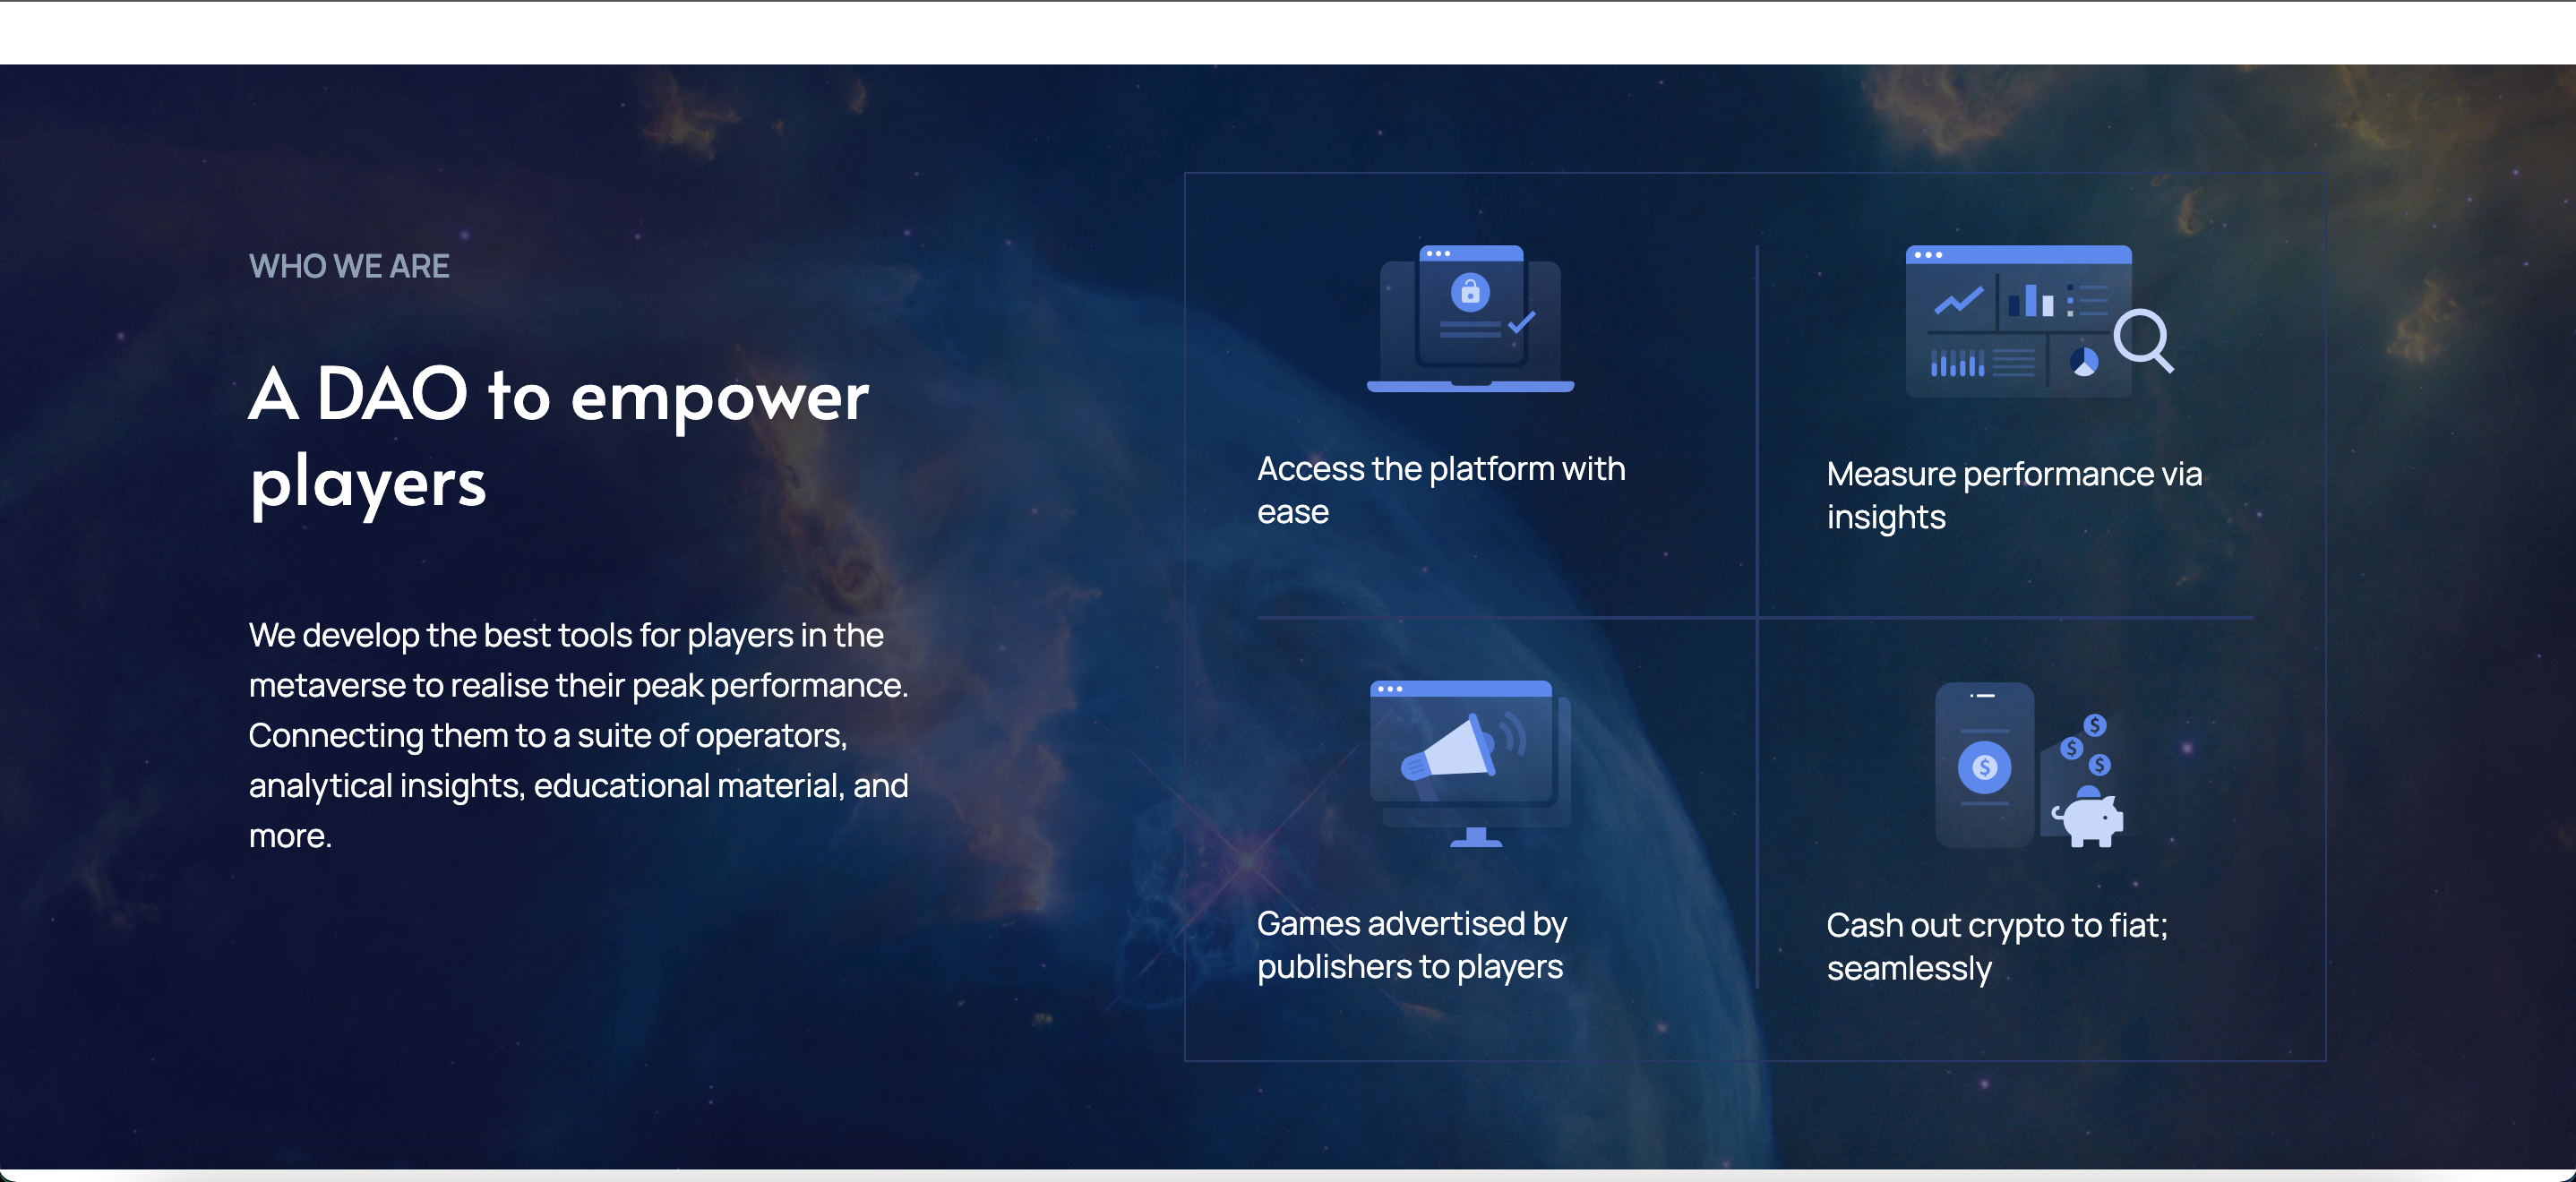 WHO WE ARE
A DAO to empower
players
We develop the best tools for players in the
metaverse to realise their peak performance.
Connecting them to a suite of operators,
analytical insights, educational material, and
more.
Access the platform with
ease
Measure performance via
insights
Games advertised by
publishers to players
$
$
$
$
Cash out crypto to fiat;
seamlessly